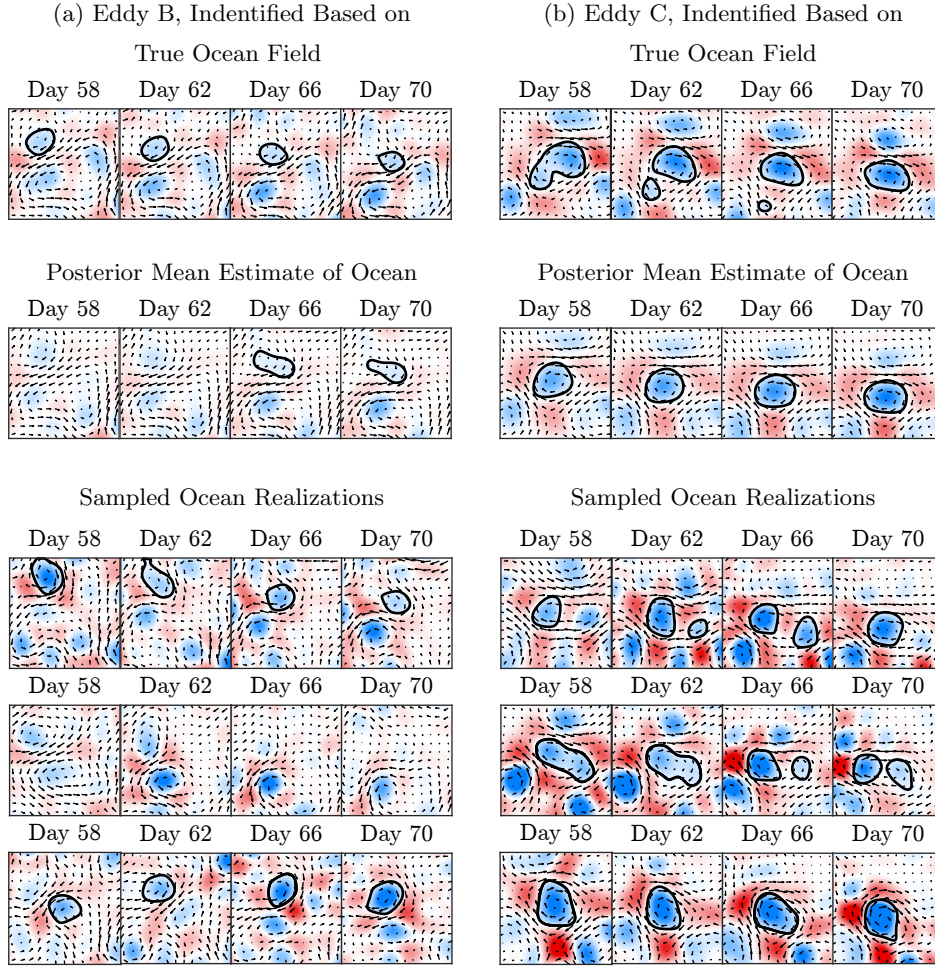 (a) Eddy B, Indentified Based on
True Ocean Field
Day 58 Day 62 Day 66 Day 70
Posterior Mean Estimate of Ocean
Day 58 Day 62 Day 66 Day 70
Sampled Ocean Realizations
Day 58 Day 62 Day 66 Day 70
Day 58 Day 62 Day 66 Day 70
Day 58 Day 62 Day 66 Day 70
(b) Eddy C, Indentified Based on
True Ocean Field
Day 58 Day 62 Day 66 Day 70
Posterior Mean Estimate of Ocean
Day 58 Day 62 Day 66 Day 70
Sampled Ocean Realizations
Day 58 Day 62 Day 66 Day 70
Day 58 Day 62 Day 66 Day 70
Day 58 Day 62 Day 66 Day 70